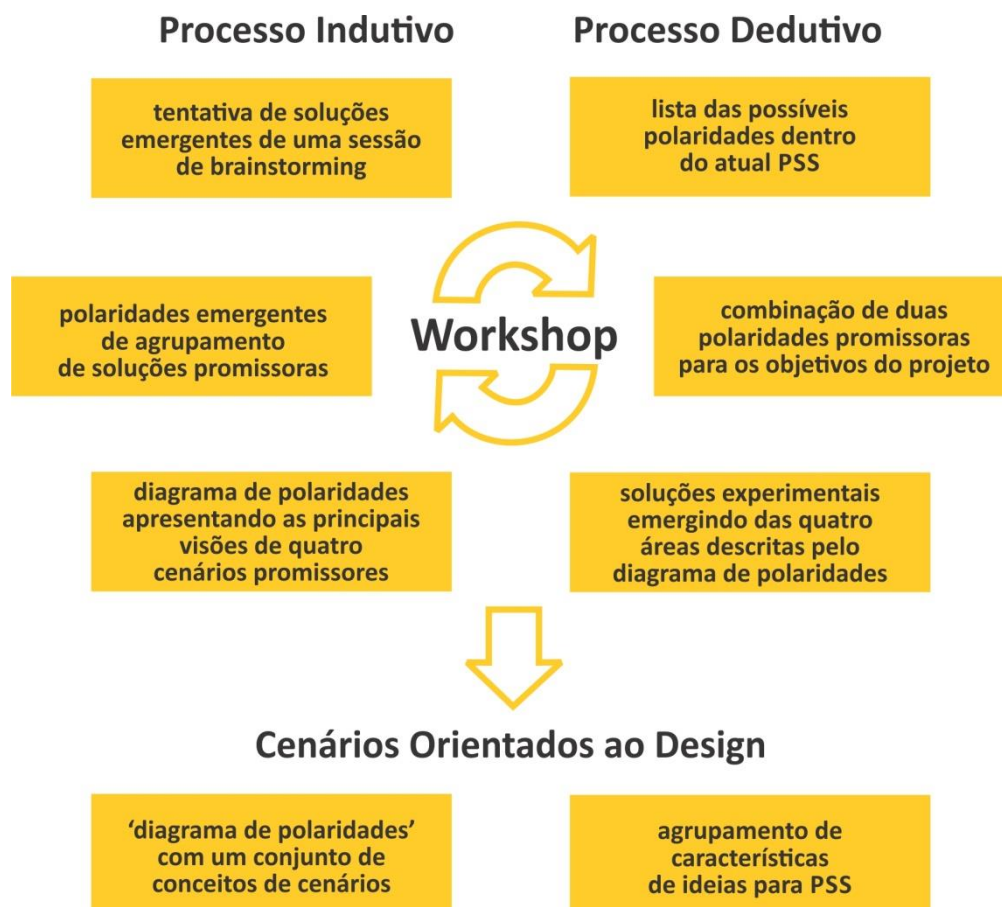 Processo Indutivo
Processo Dedutivo
tentativa de soluções
emergentes de uma sessão
de brainstorming
lista das possíveis
polaridades dentro
do atual PSS
polaridades emergentes
de agrupamento
de soluções promissoras
Workshop
combinação de duas
polaridades promissoras
para os objetivos do projeto
diagrama de polaridades
apresentando as principais
visões de quatro
cenários promissores
soluções experimentais
emergindo das quatro
áreas descritas pelo
diagrama de polaridades
Cenários Orientados ao Design
‘diagrama de polaridades’
com um conjunto de
conceitos de cenários
agrupamento de
características
de ideias para PSS